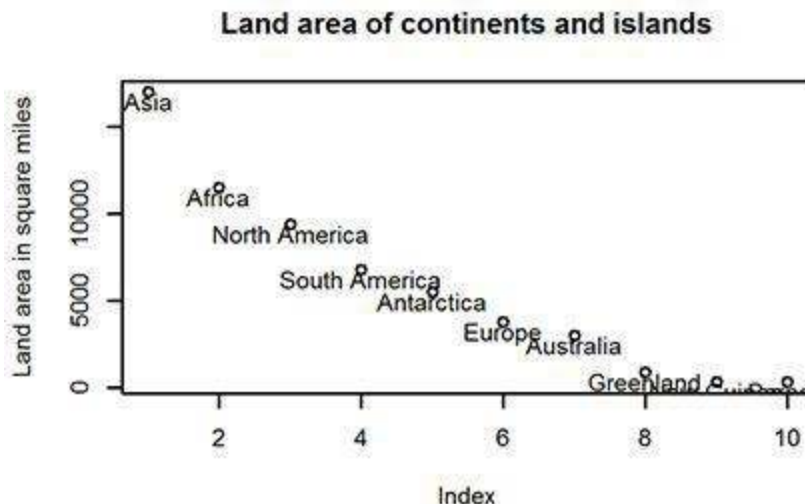 Land area of continents and islands
Land area in square miles
10000
5000
0
Asia
Africa
North America
South America
Antarctica
Europe
Australia
Greenland
2 4 6 8 10
Index